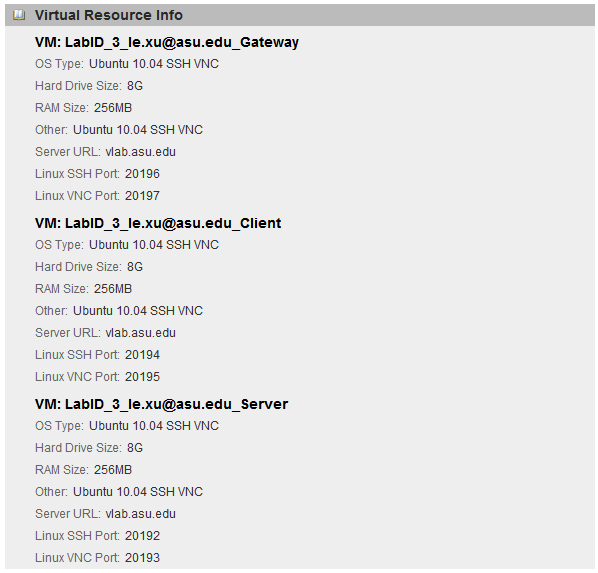 Virtual Resource Info
VM: LabID_3_le.xu@asu.edu_Gateway
OS Type: Ubuntu 10.04 SSH VNC
Hard Drive Size: 8G
RAM Size: 256MB
Other: Ubuntu 10.04 SSH VNC
Server URL: vlab.asu.edu
Linux SSH Port: 20196
Linux VNC Port: 20197
VM: LabID_3_le.xu@asu.edu_Client
OS Type: Ubuntu 10.04 SSH VNC
Hard Drive Size: 8G
RAM Size: 256MB
Other: Ubuntu 10.04 SSH VNC
Server URL: vlab.asu.edu
Linux SSH Port: 20194
Linux VNC Port: 20195
VM: LabID_3_le.xu@asu.edu_Server
OS Type: Ubuntu 10.04 SSH VNC
Hard Drive Size: 8G
RAM Size: 256MB
Other: Ubuntu 10.04 SSH VNC
Server URL: vlab.asu.edu
Linux SSH Port: 20192
Linux VNC Port: 20193